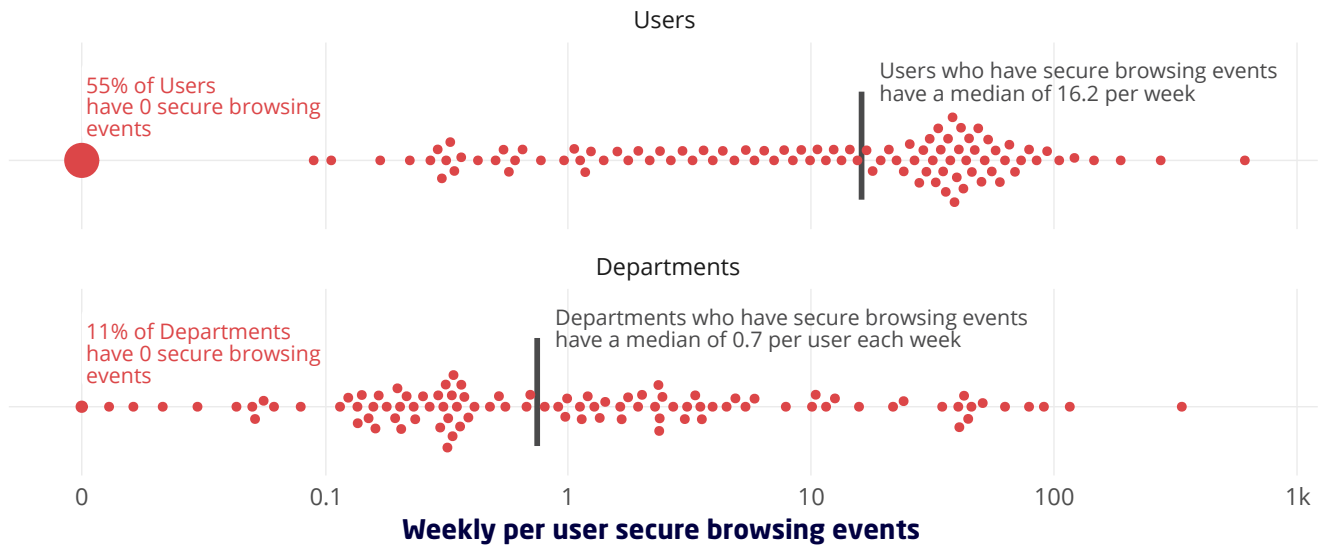 Users
55% of Users
have 0 secure browsing
events
Users who have secure browsing events
have a median of 16.2 per week
Departments
11% of Departments
have 0 secure browsing
events
Departments who have secure browsing events
have a median of 0.7 per user each week
0 0.1 1 10 100 1k
Weekly per user secure browsing events